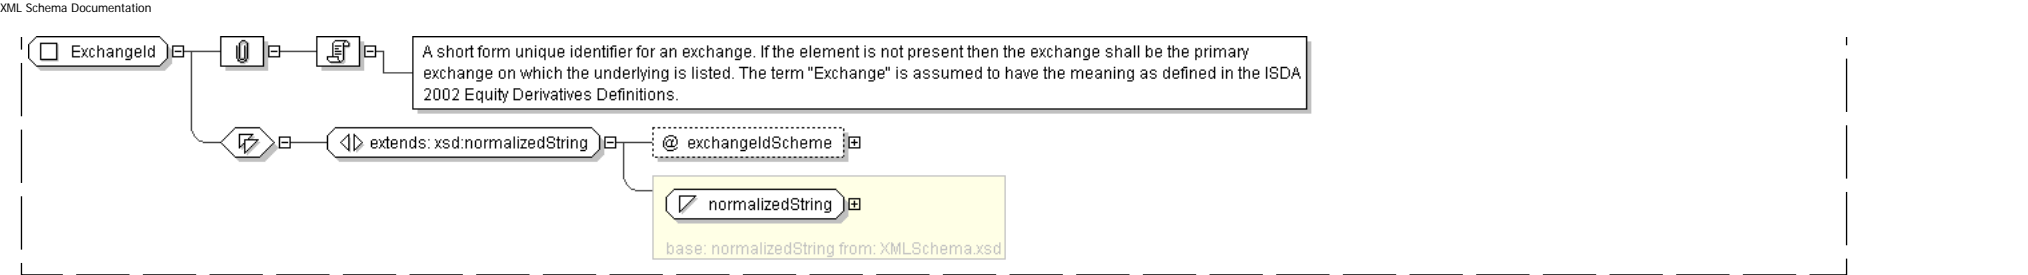 XML Schema Documentation
ExchangeId
A short form unique identifier for an exchange. If the element is not present then the exchange shall be the primary
exchange on which the underlying is listed. The term "Exchange" is assumed to have the meaning as defined in the ISDA
2002 Equity Derivatives Definitions.
extends: xsd:normalizedString
@ exchangeIdScheme
normalizedString
base: normalizedString from: XMLSchema.xsd